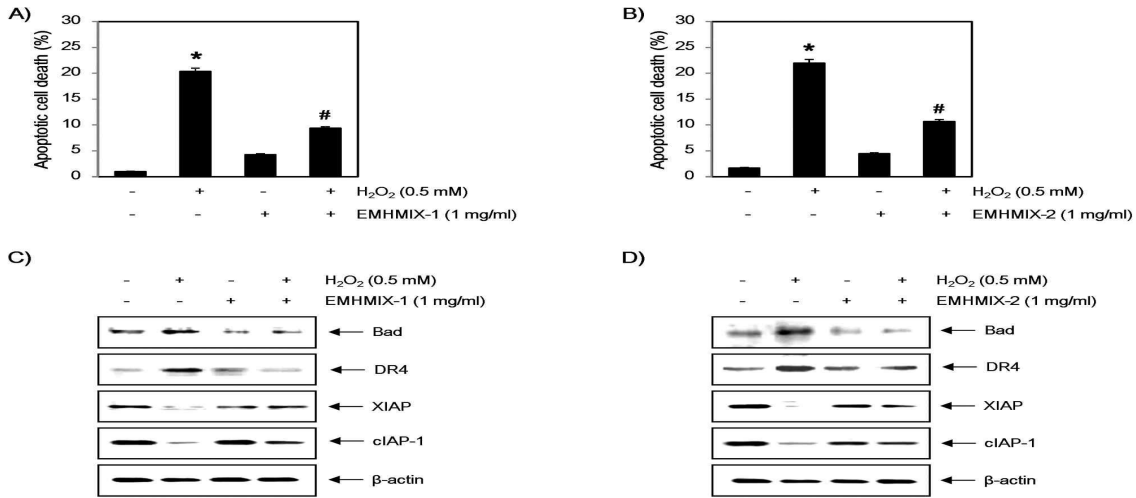 A)
Apoptotic cell death (%)
30
25
20
15
10
5
0
*
#
- + - + H₂O₂ (0.5 mM)
- - + + EMHMIX-1 (1 mg/ml)
B)
Apoptotic cell death (%)
30
25
20
15
10
5
0
*
#
- + - + H₂O₂ (0.5 mM)
- - + + EMHMIX-2 (1 mg/ml)
C)
- + - + H₂O₂ (0.5 mM)
- - + + EMHMIX-1 (1 mg/ml)
Bad
DR4
XIAP
cIAP-1
β-actin
D)
- + - + H₂O₂ (0.5 mM)
- - + + EMHMIX-2 (1 mg/ml)
Bad
DR4
XIAP
cIAP-1
β-actin